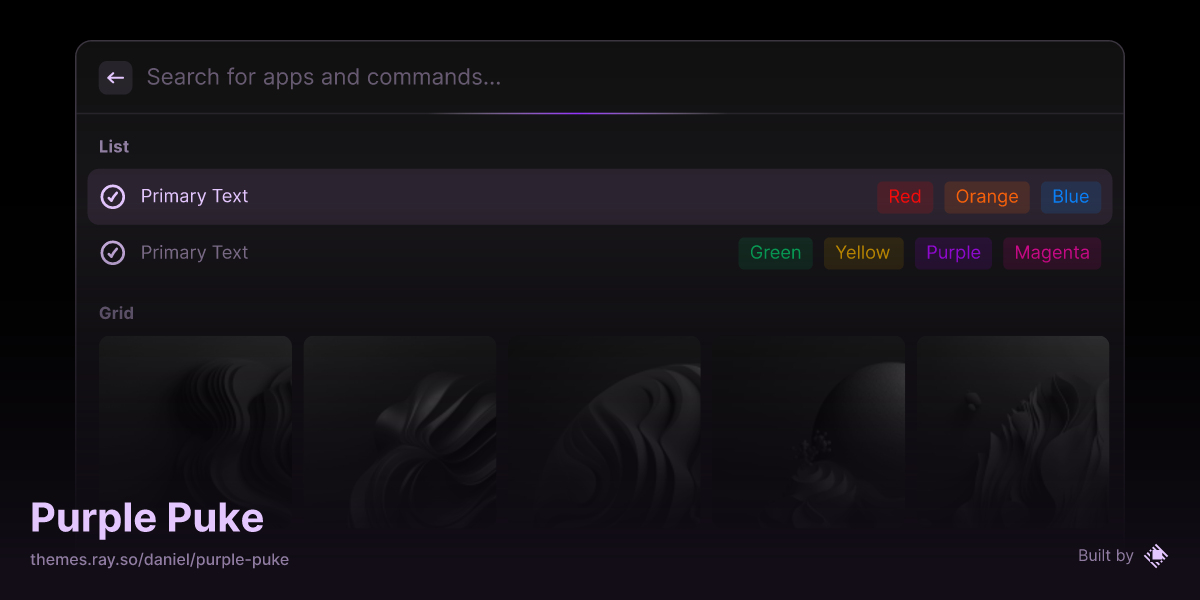 Search for apps and commands...
List
Primary Text Red Orange Blue
Primary Text Green Yellow Purple Magenta
Grid
Purple Puke
themes.ray.so/daniel/purple-puke
Built by